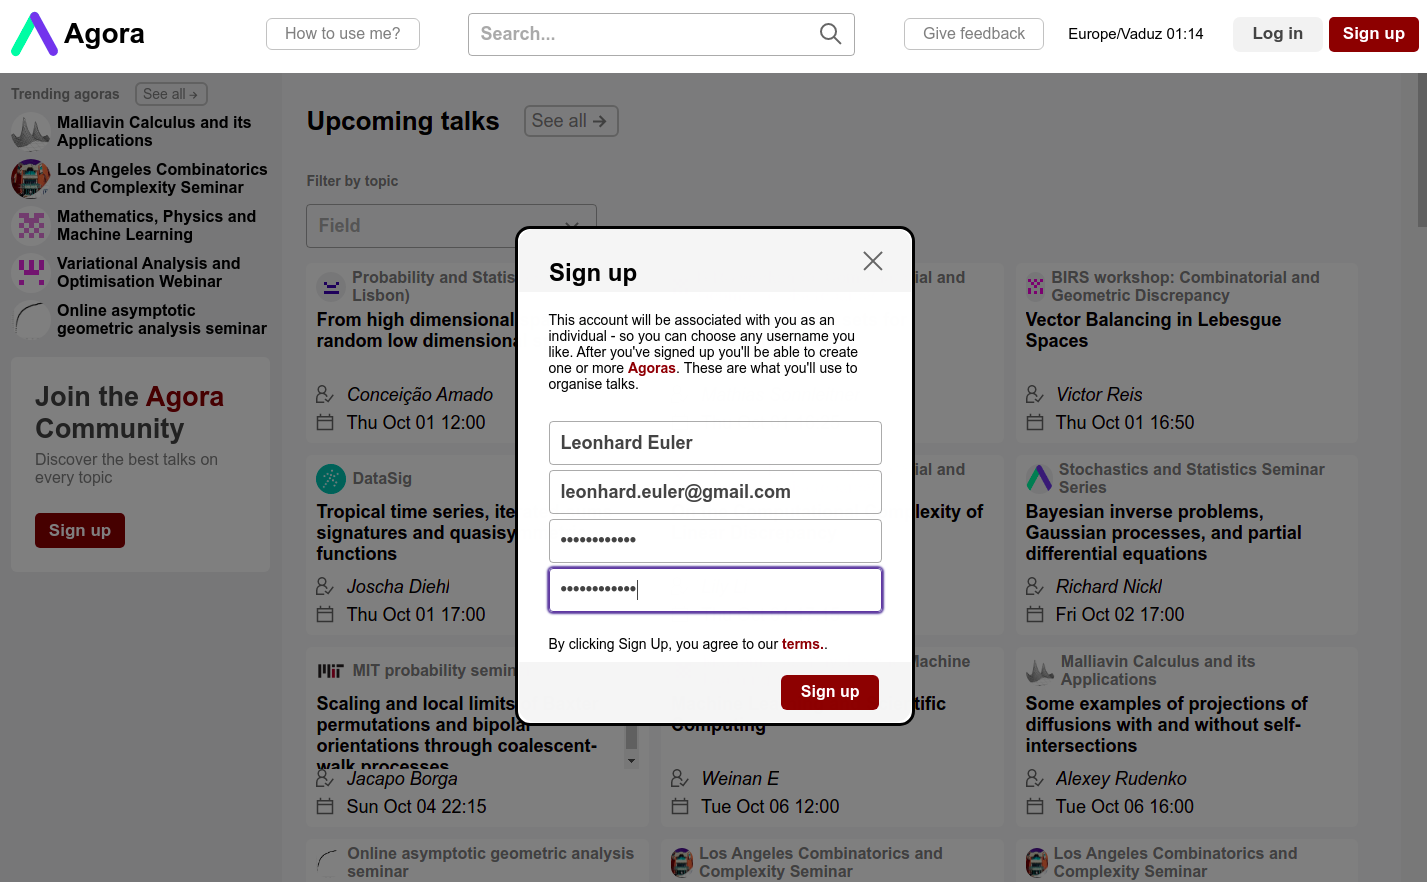 Agora
How to use me?
Search...
Give feedback
Europe/Vaduz 01:14
Log in
Sign up
Trending agoras
See all →
Malliavin Calculus and its
Applications
Los Angeles Combinatorics
and Complexity Seminar
Mathematics, Physics and
Machine Learning
Variational Analysis and
Optimisation Webinar
Online asymptotic
geometric analysis seminar
Join the Agora
Community
Discover the best talks on
every topic
Sign up
Upcoming talks
See all →
Filter by topic
Field
Sign up
This account will be associated with you as an
individual - so you can choose any username you
like. After you've signed up you'll be able to create
one or more Agoras. These are what you'll use to
organise talks.
Leonhard Euler
leonhard.euler@gmail.com
••••••••••••
••••••••••••
By clicking Sign Up, you agree to our terms..
Sign up
Probability and Statis
Lisbon)
From high dimensional
random low dimensiona
Conceição Amado
Thu Oct 01 12:00
ial and
BIRS workshop: Combinatorial and
Geometric Discrepancy
Vector Balancing in Lebesgue
Spaces
Victor Reis
Thu Oct 01 16:50
DataSig
Tropical time series, ite
signatures and quasisy
functions
Joscha Diehl
Thu Oct 01 17:00
ial and
lexity of
Stochastics and Statistics Seminar
Series
Bayesian inverse problems,
Gaussian processes, and partial
differential equations
Richard Nickl
Fri Oct 02 17:00
MIT probability semin
Scaling and local limits
permutations and bipolar
orientations through coalescent-
walk processes
Jacapo Borga
Sun Oct 04 22:15
Machine
tific
Computing
Weinan E
Tue Oct 06 12:00
Malliavin Calculus and its
Applications
Some examples of projections of
diffusions with and without self-
intersections
Alexey Rudenko
Tue Oct 06 16:00
Online asymptotic geometric analysis
seminar
Los Angeles Combinatorics and
Complexity Seminar
Los Angeles Combinatorics and
Complexity Seminar